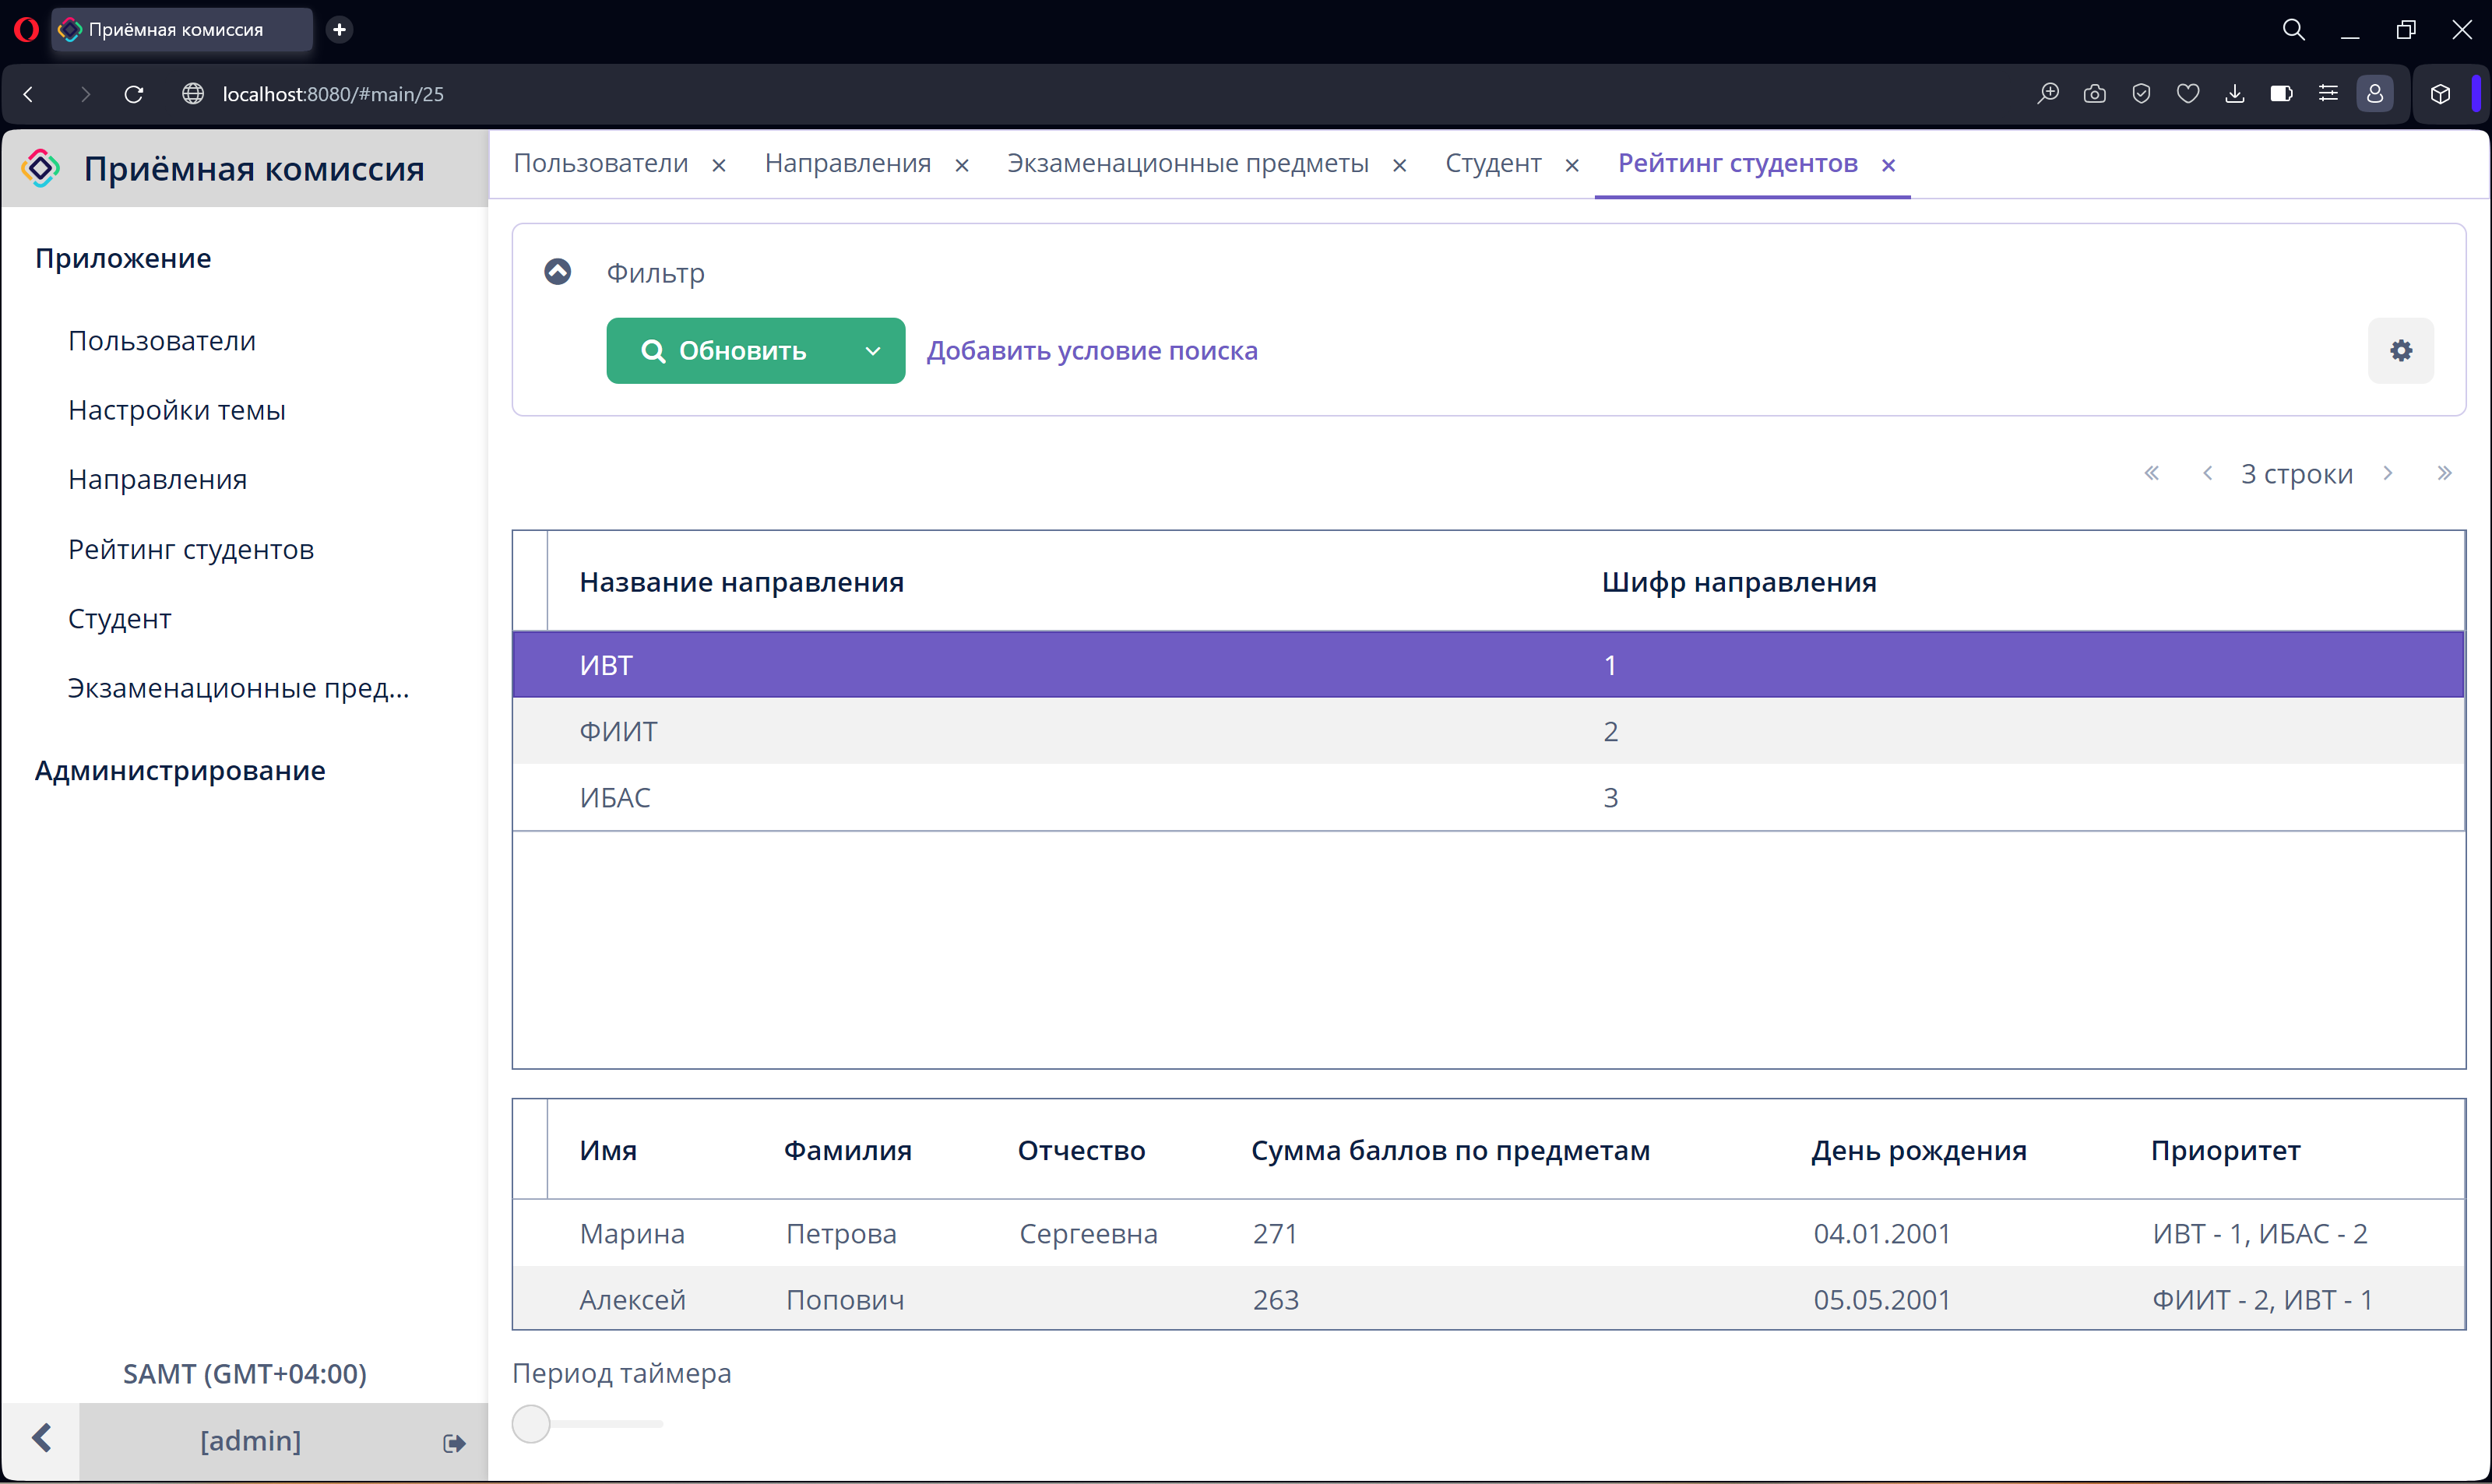 Приёмная комиссия
localhost:8080/#main/25
Приёмная комиссия
Приложение
Пользователи
Настройки темы
Направления
Рейтинг студентов
Студент
Экзаменационные пред...
Администрирование
SAMT (GMT+04:00)
[admin]
Пользователи Направления Экзаменационные предметы Студент Рейтинг студентов
Фильтр
Обновить Добавить условие поиска
3 строки
Название направления Шифр направления
ИВТ 1
ФИИТ 2
ИБАС 3
Имя Фамилия Отчество Сумма баллов по предметам День рождения Приоритет
Марина Петрова Сергеевна 271 04.01.2001 ИВТ - 1, ИБАС - 2
Алексей Попович 263 05.05.2001 ФИИТ - 2, ИВТ - 1
Период таймера